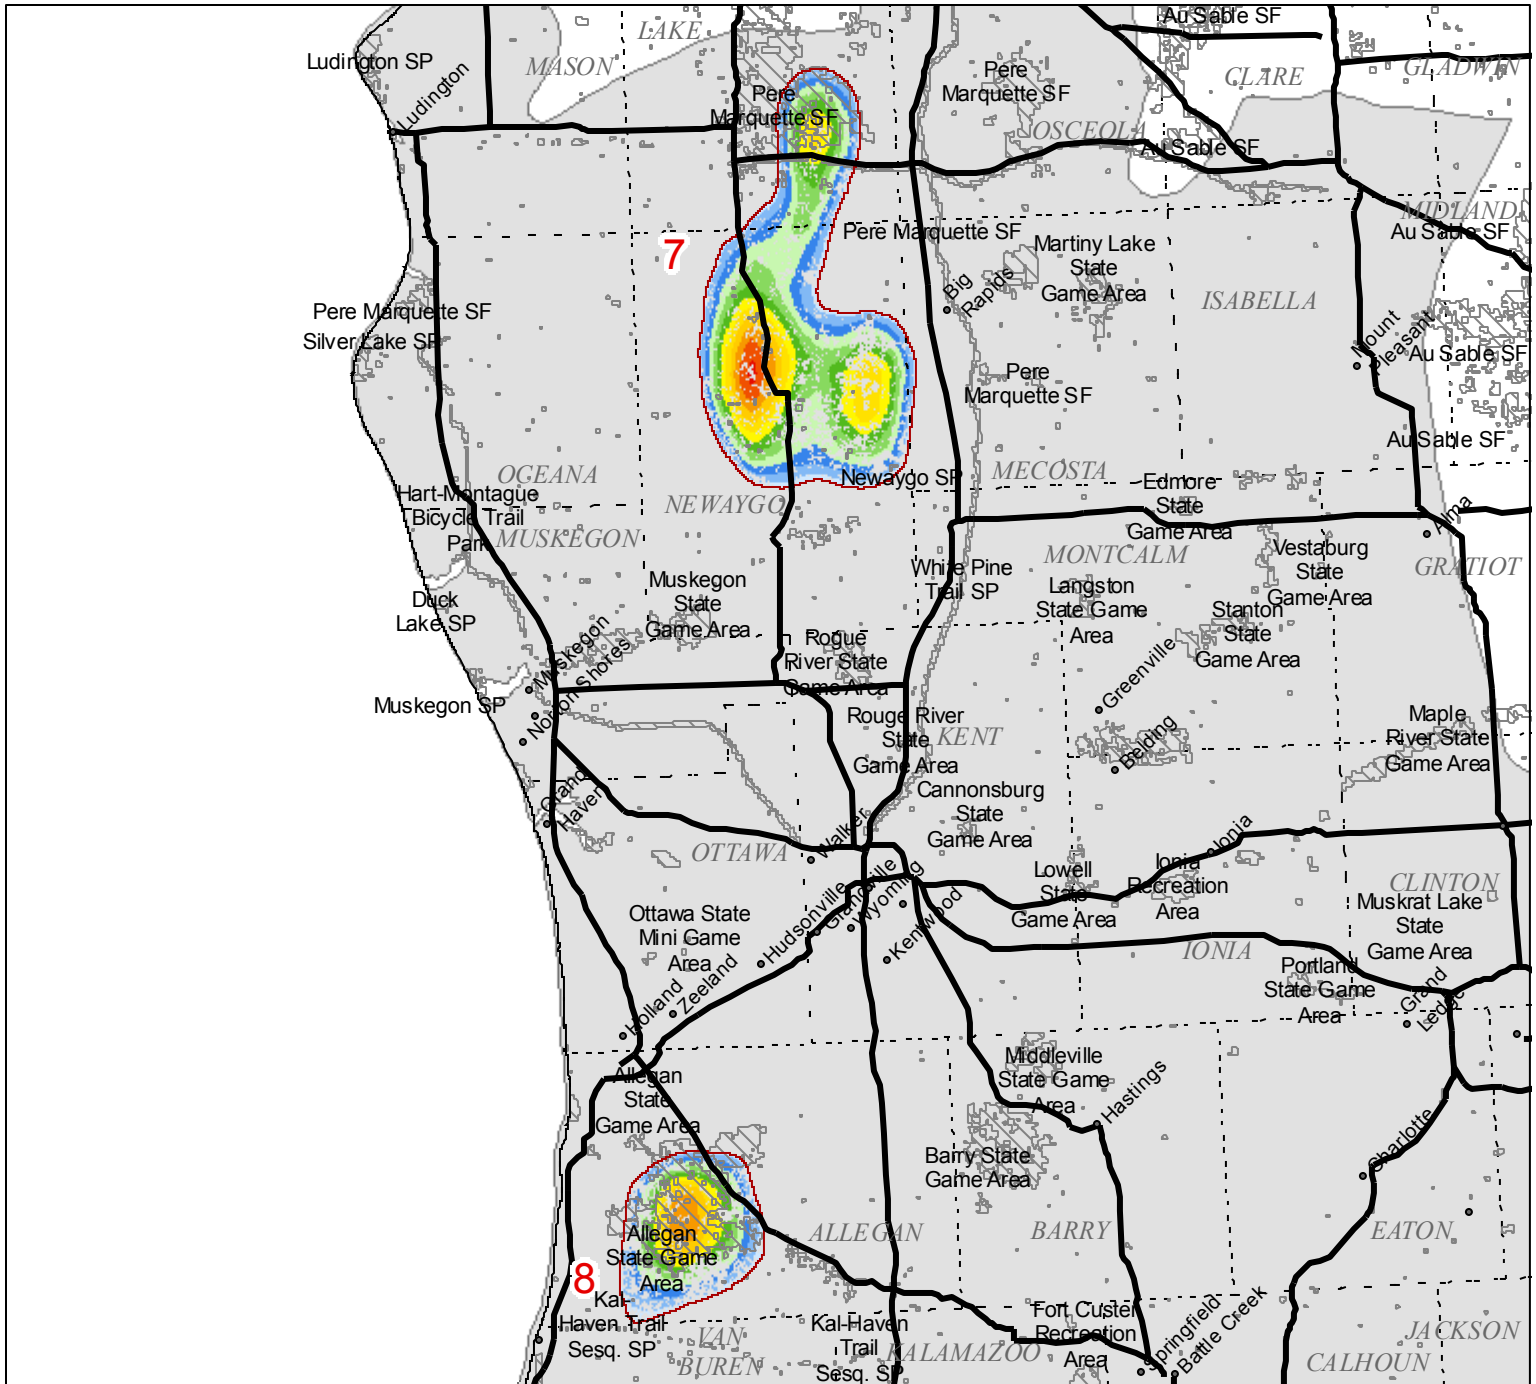 LAKE
Au Sable SF
Ludington SP
MASON
Pere
Marquette SF
CLARE
GLADWIN
Ludington
Pere
Marquette SF
OSCEOLA
Au Sable SF
7
Pere Marquette SF
MIDLAND
Au Sable SF
Martiny Lake
State
Game Area
Big
Rapids
ISABELLA
Pere Marquette SF
Silver Lake SP
Mount
Pleasant
Au Sable SF
Pere
Marquette SF
Au Sable SF
OCEANA
Newaygo SP
MECOSTA
Hart-Montague
Bicycle Trail
Park
NEWAYGO
Edmore
State
Game Area
Alma
MUSKEGON
MONTCALM
Vestaburg
State
Game Area
GRATIOT
White Pine
Trail SP
Muskegon
State
Game Area
Langston
State Game
Area
Duck
Lake SP
Stanton
State
Game Area
Rogue
River State
Game Area
Muskegon
Norton Shores
Greenville
Muskegon SP
Rouge River
State
Game Area
KENT
Maple
River State
Game Area
Belding
Grand
Haven
Cannonsburg
State
Game Area
Walker
OTTAWA
Ionia
Lowell
State
Game Area
Ionia
Recreation
Area
CLINTON
Muskrat Lake
State
Game Area
Ottawa State
Mini Game
Area
Hudsonville
Grandville
Wyoming
Kentwood
IONIA
Portland
State Game
Area
Grand
Ledge
Holland
Zeeland
Middleville
State Game
Area
Hastings
Allegan
State
Game Area
Charlotte
Barry State
Game Area
ALLEGAN
BARRY
EATON
Allegan
State Game
Area
8
Kal-
Haven Trail
Sesq. SP
VAN
BUREN
Kal-Haven
Trail
Sesq. SP
KALAMAZOO
Fort Custer
Recreation
Area
Springfield
Battle Creek
JACKSON
CALHOUN